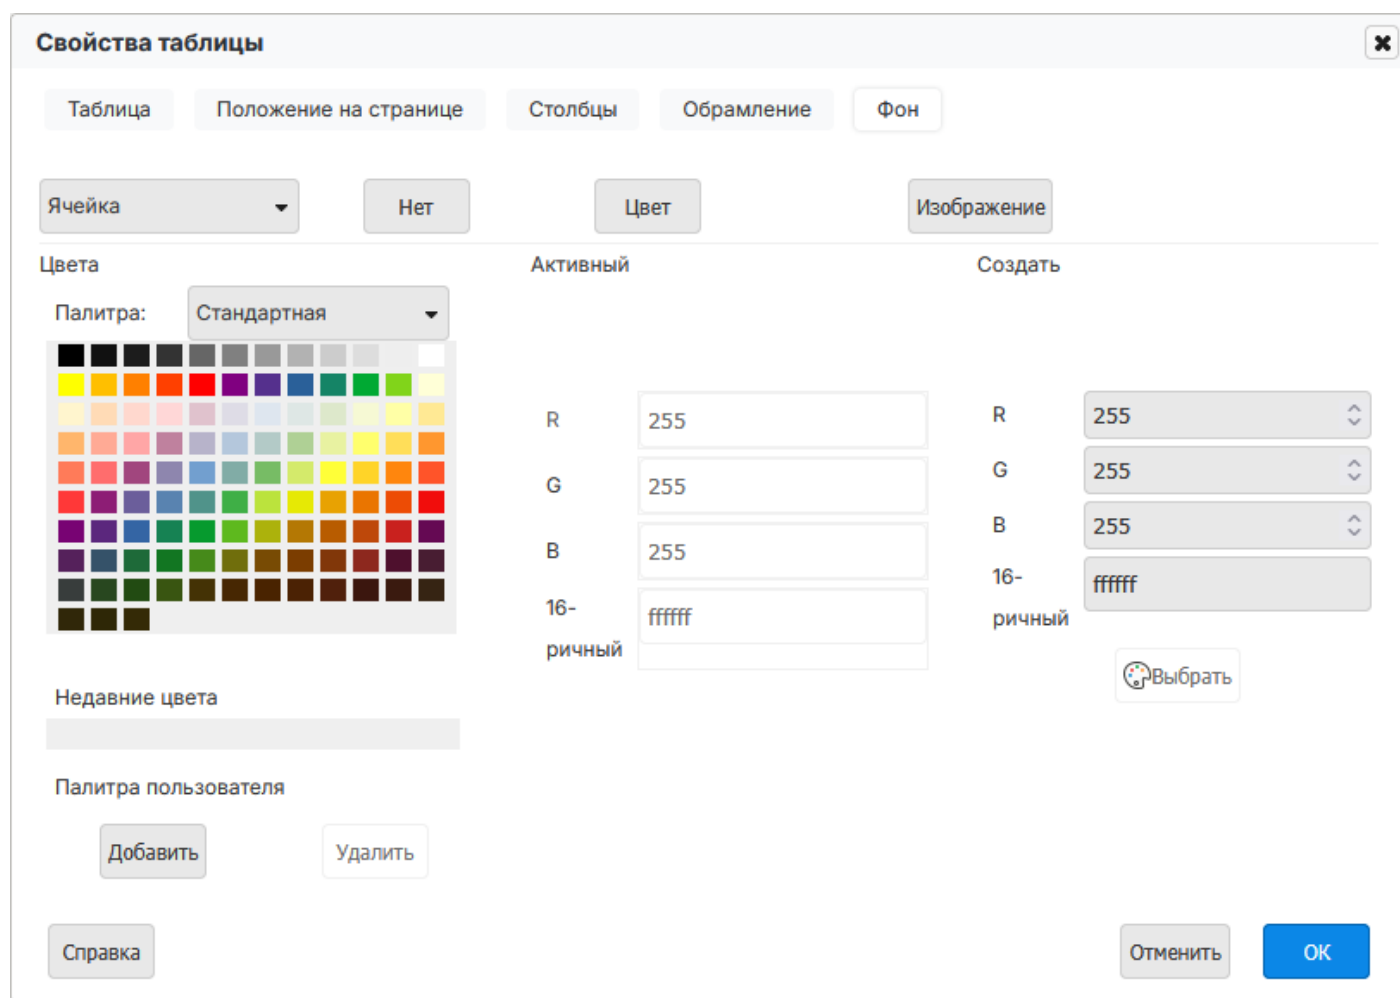 Свойства таблицы
Таблица Положение на странице Столбцы Обрамление Фон
Ячейка Нет Цвет Изображение
Цвета Активный Создать
Палитра: Стандартная
R 255 R 255
G 255 G 255
B 255 B 255
16-
ричный ffffff 16-
ричный ffffff
Выбрать
Недавние цвета
Палитра пользователя
Добавить Удалить
Справка Отменить OK